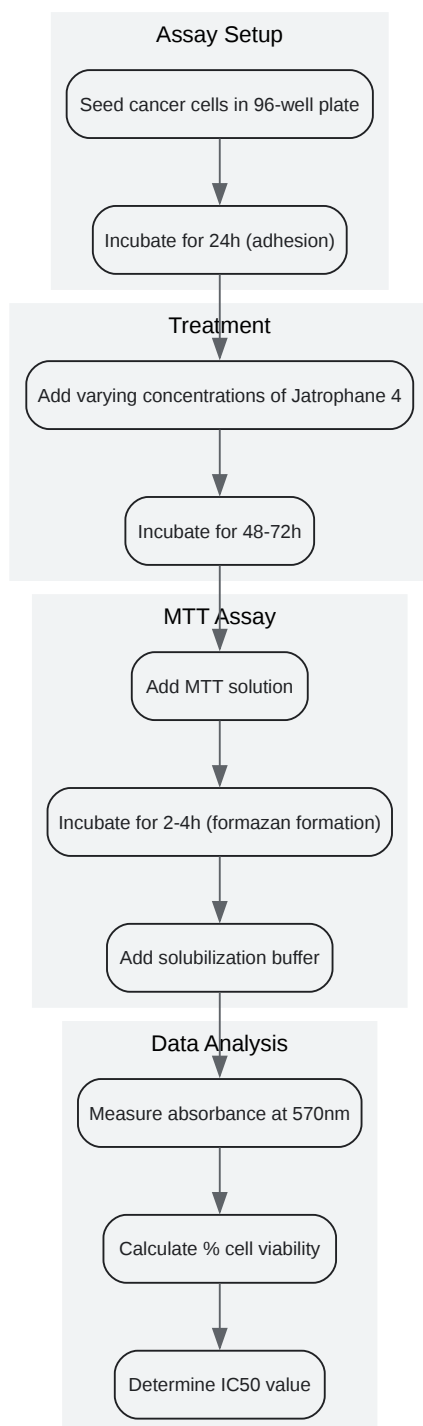 Assay Setup
Seed cancer cells in 96-well plate
Incubate for 24h (adhesion)
Treatment
Add varying concentrations of Jatrophane 4
Incubate for 48-72h
MTT Assay
Add MTT solution
Incubate for 2-4h (formazan formation)
Add solubilization buffer
Data Analysis
Measure absorbance at 570nm
Calculate % cell viability
Determine IC50 value